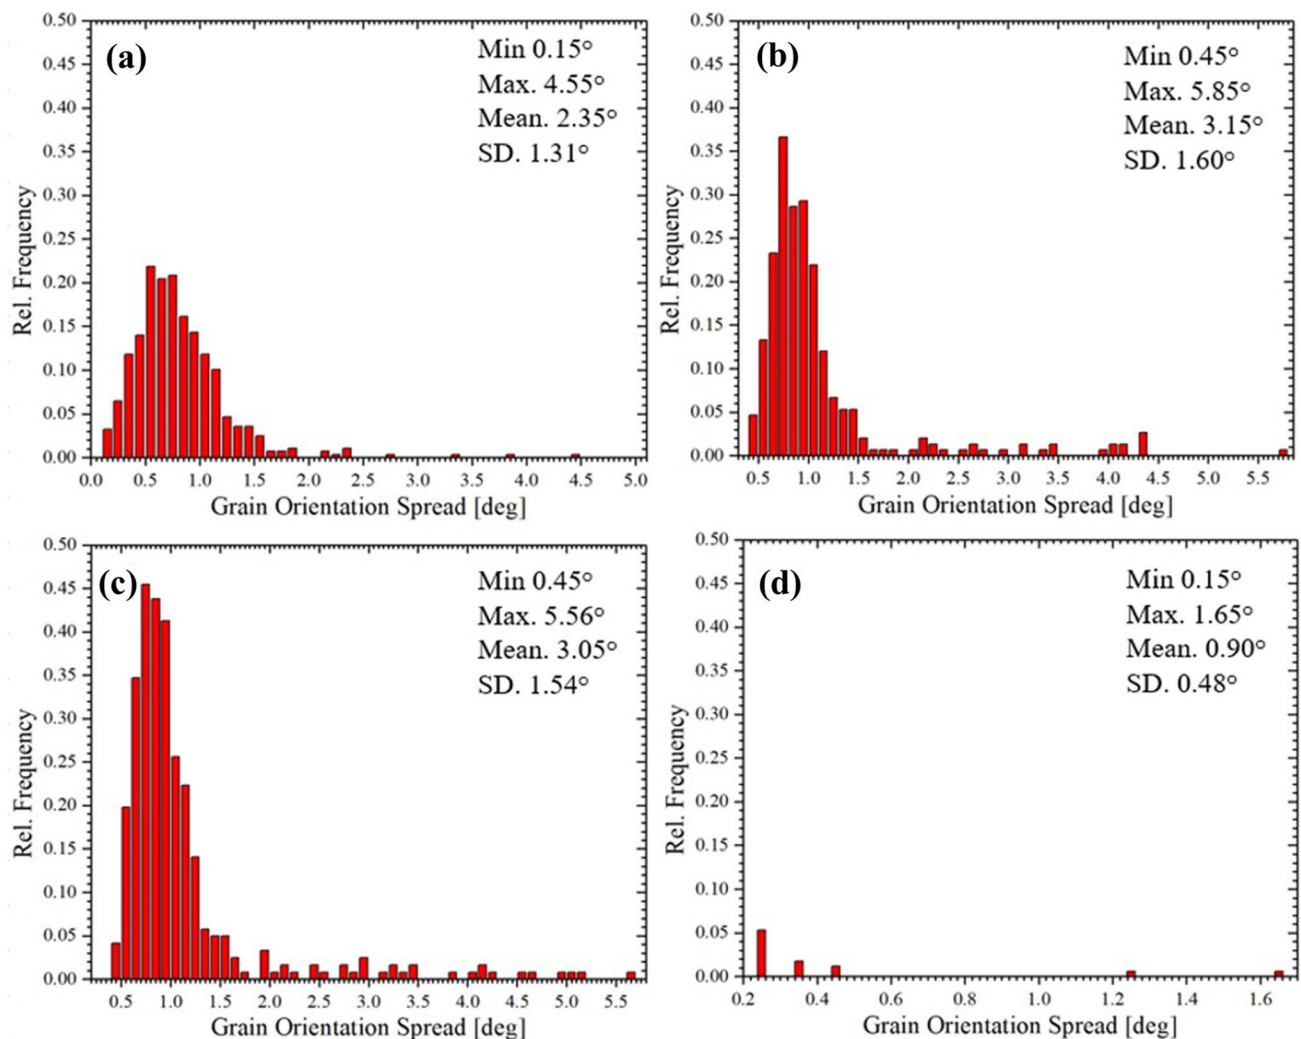 (a)
Min 0.15°
Max. 4.55°
Mean. 2.35°
SD. 1.31°
Rel. Frequency
0.50
0.45
0.40
0.35
0.30
0.25
0.20
0.15
0.10
0.05
0.00
0.0 0.5 1.0 1.5 2.0 2.5 3.0 3.5 4.0 4.5 5.0
Grain Orientation Spread [deg]
(b)
Min 0.45°
Max. 5.85°
Mean. 3.15°
SD. 1.60°
Rel. Frequency
0.50
0.45
0.40
0.35
0.30
0.25
0.20
0.15
0.10
0.05
0.00
0.5 1.0 1.5 2.0 2.5 3.0 3.5 4.0 4.5 5.0 5.5
Grain Orientation Spread [deg]
(c)
Min 0.45°
Max. 5.56°
Mean. 3.05°
SD. 1.54°
Rel. Frequency
0.50
0.45
0.40
0.35
0.30
0.25
0.20
0.15
0.10
0.05
0.00
0.5 1.0 1.5 2.0 2.5 3.0 3.5 4.0 4.5 5.0 5.5
Grain Orientation Spread [deg]
(d)
Min 0.15°
Max. 1.65°
Mean. 0.90°
SD. 0.48°
Rel. Frequency
0.50
0.45
0.40
0.35
0.30
0.25
0.20
0.15
0.10
0.05
0.00
0.2 0.4 0.6 0.8 1.0 1.2 1.4 1.6
Grain Orientation Spread [deg]